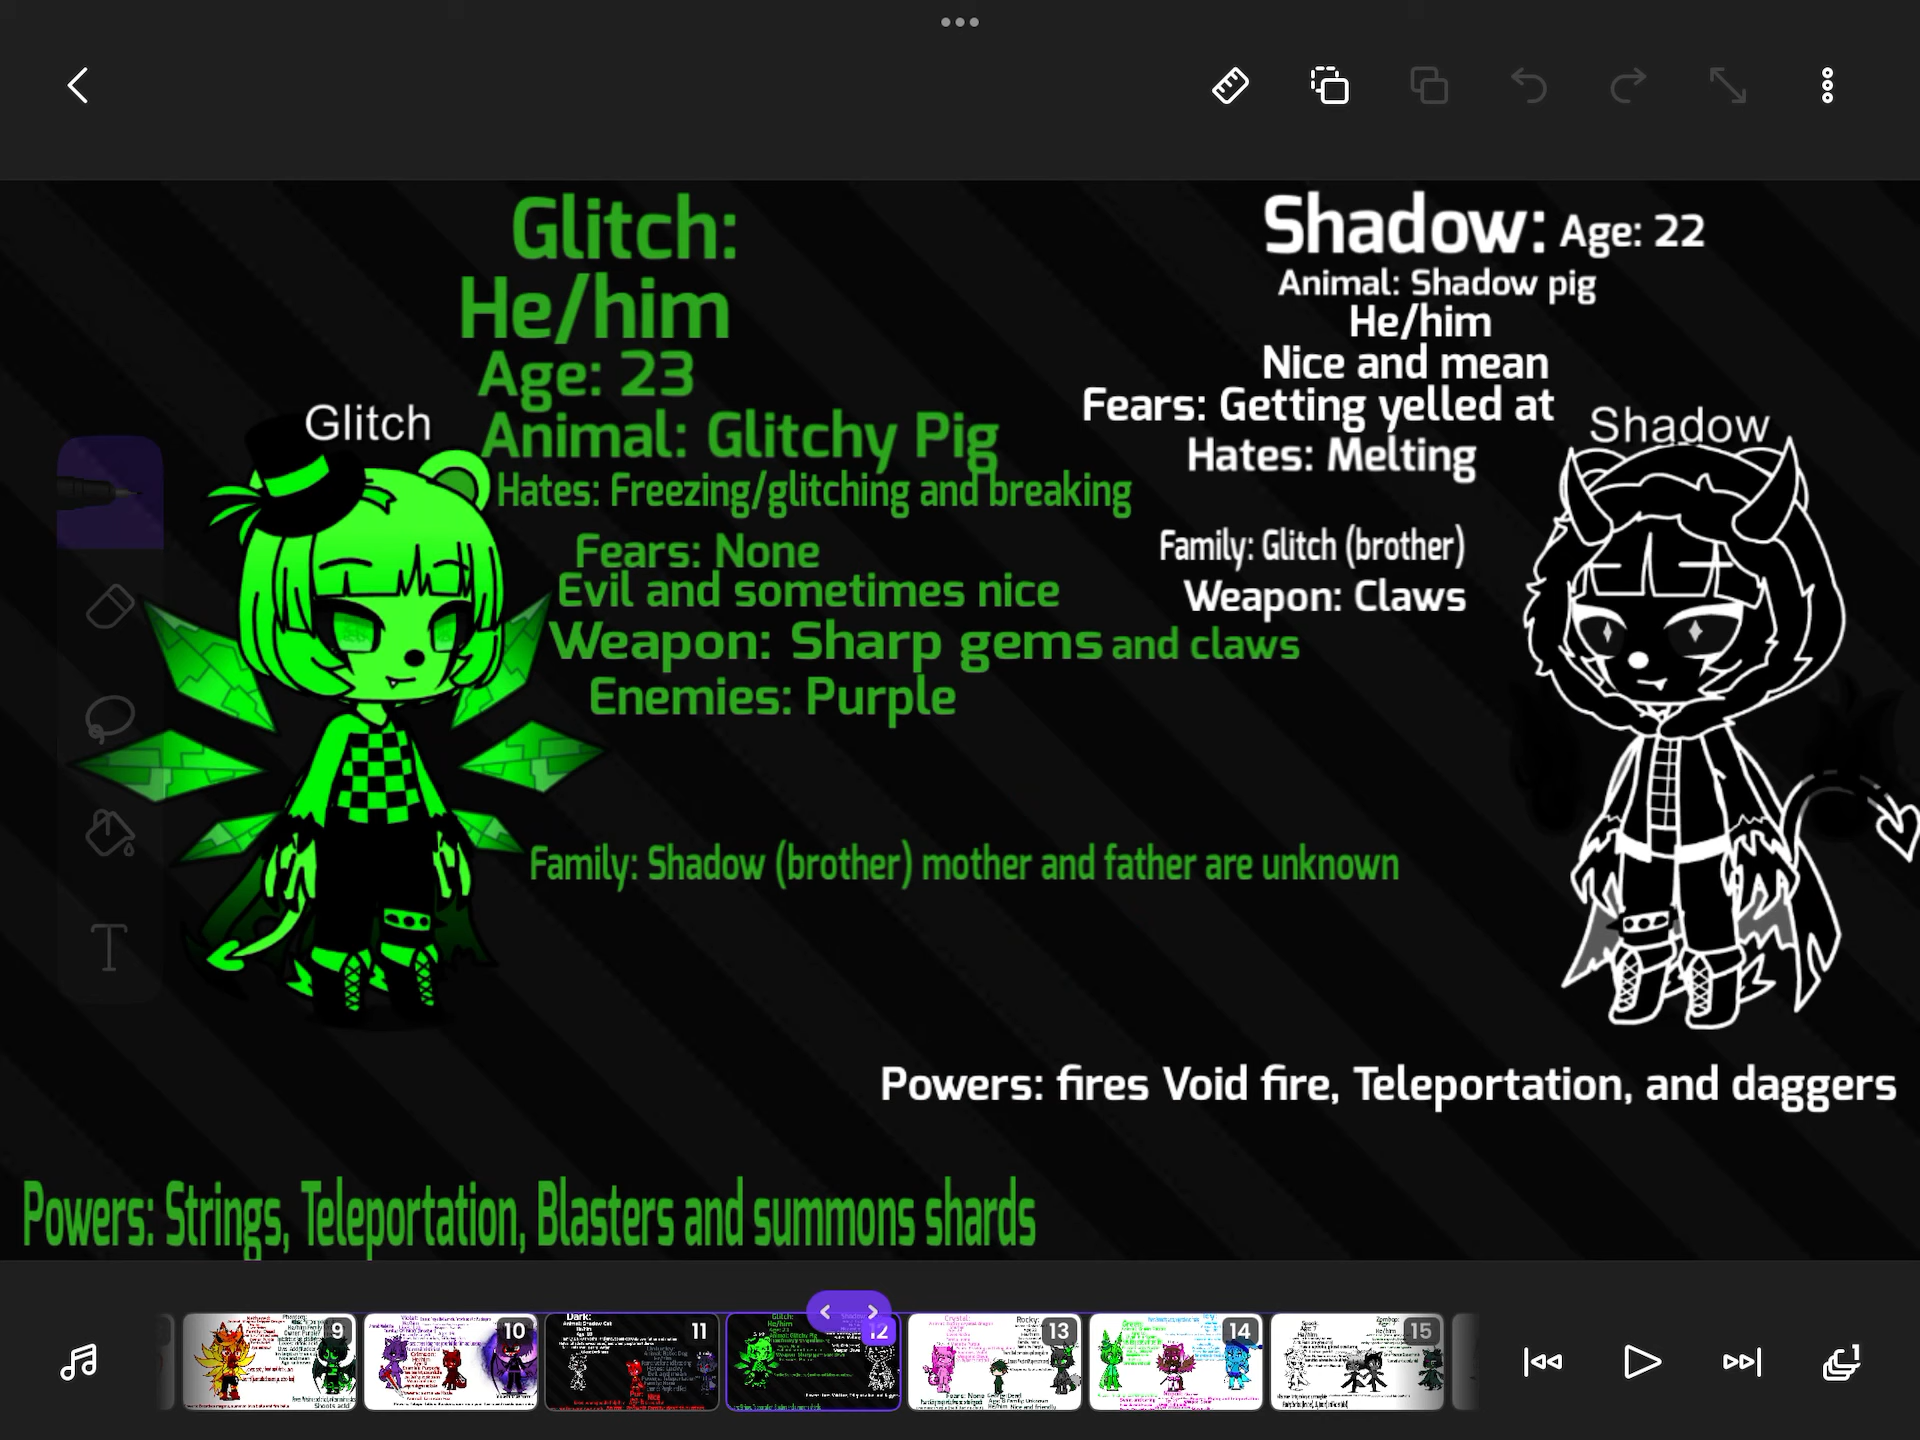 Glitch:
He/him
Age: 23
Animal: Glitchy Pig
Hates: Freezing/glitching and breaking
Fears: None
Evil and sometimes nice
Weapon: Sharp gems and claws
Enemies: Purple
Family: Shadow (brother) mother and father are unknown
Powers: Strings, Teleportation, Blasters and summons shards
Glitch
Shadow: Age: 22
Animal: Shadow pig
He/him
Nice and mean
Fears: Getting yelled at
Hates: Melting
Family: Glitch (brother)
Weapon: Claws
Shadow
Powers: fires Void fire, Teleportation, and daggers
T
9
10
Dark:
11
Glitch:
12
Crystal:
Rocky:
13
14
15